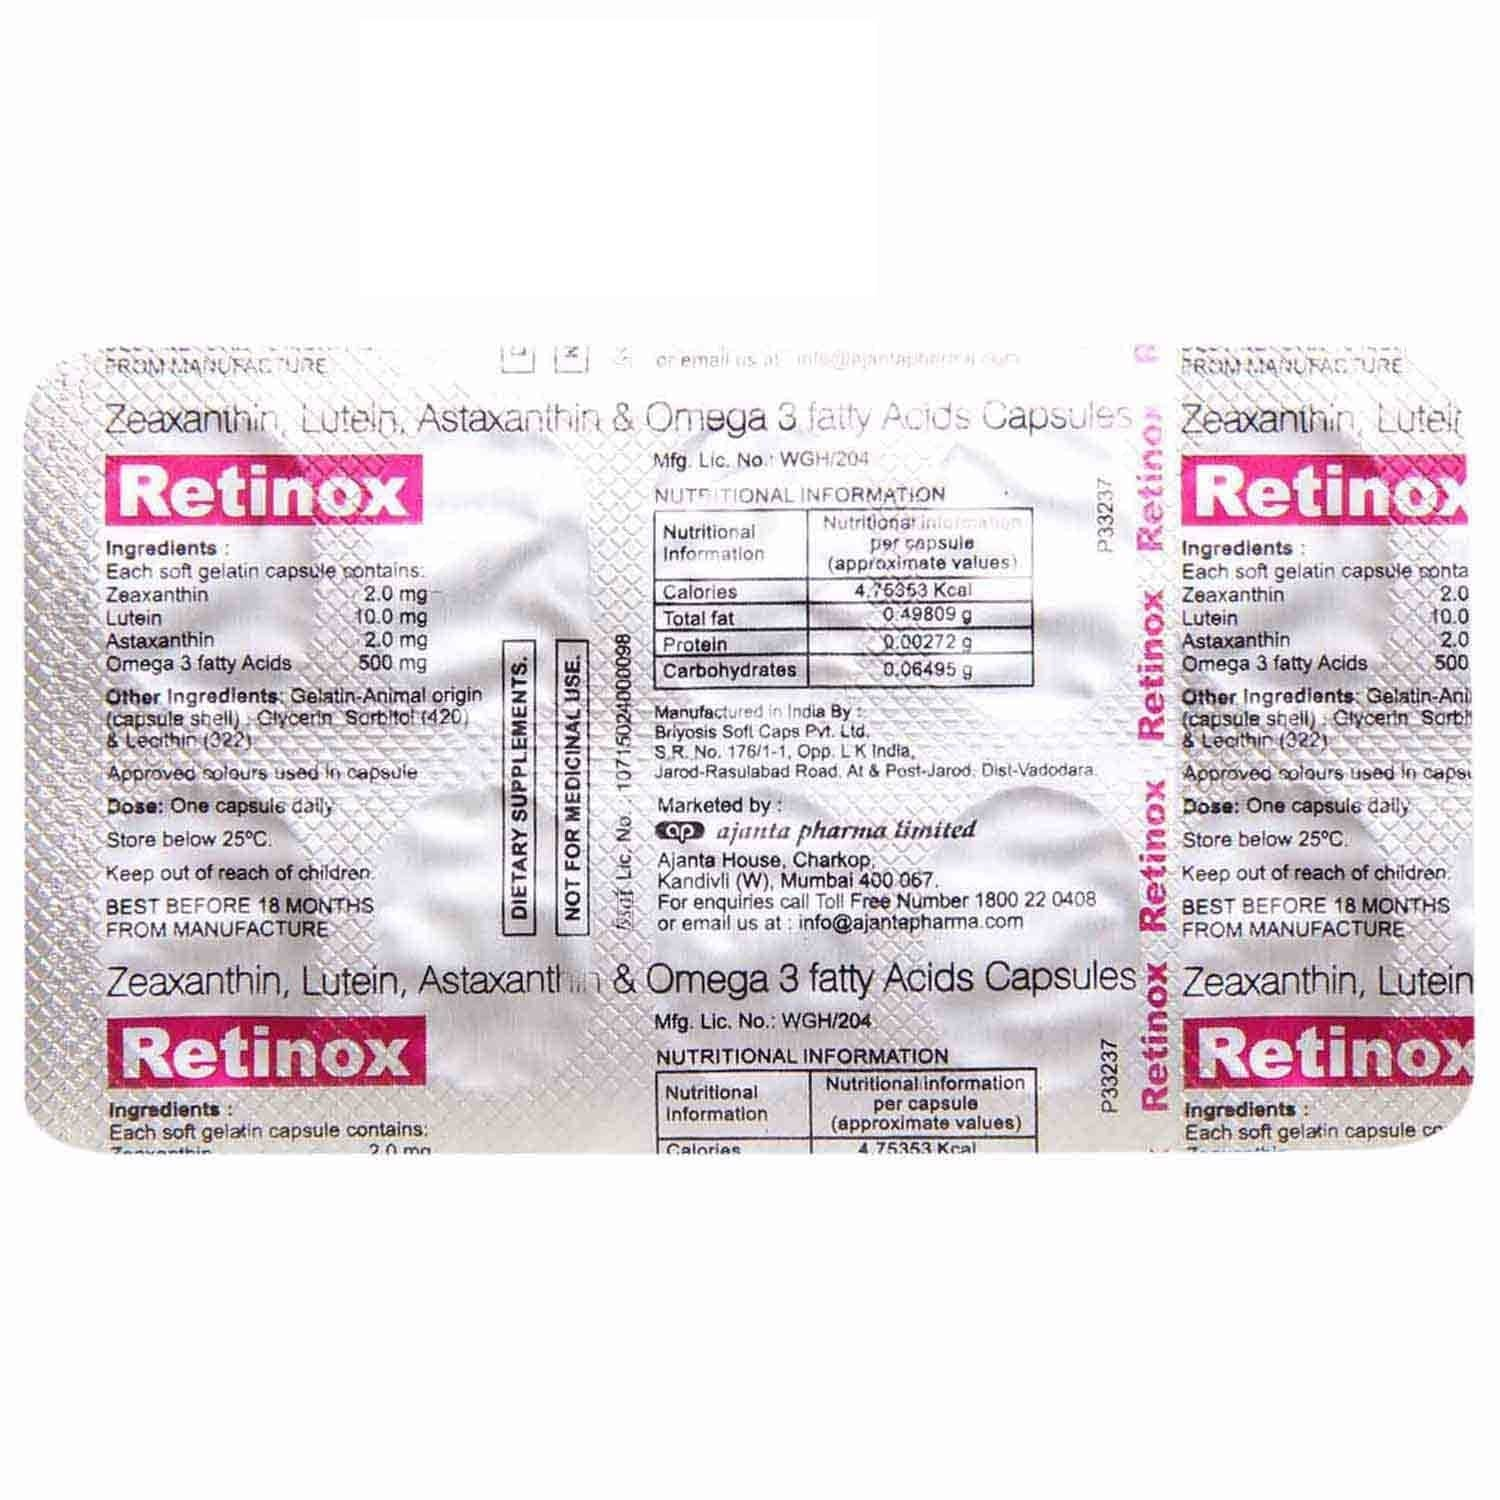 FROM MANUFACTURE
or email us at : info@ajantapharma.com
FROM MANUFACTURE
Zeaxanthin, Lutein, Astaxanthin & Omega 3 fatty Acids Capsules
Retinox
Ingredients :
Each soft gelatin capsule contains:
Zeaxanthin 2.0 mg
Lutein 10.0 mg
Astaxanthin 2.0 mg
Omega 3 fatty Acids 500 mg
Other Ingredients: Gelatin-Animal origin
(capsule shell), Glycerin Sorbitol (420)
& Lecithin (322)
Approved colours used in capsule
Dose: One capsule daily
Store below 25°C.
Keep out of reach of children.
BEST BEFORE 18 MONTHS
FROM MANUFACTURE
DIETARY SUPPLEMENTS.
NOT FOR MEDICINAL USE.
fssai Lic. No.: 10715024000098
Mfg. Lic. No.: WGH/204
NUTRITIONAL INFORMATION
Nutritional Information
Nutritional information per capsule (approximate values)
Calories 4.75353 Kcal
Total fat 0.49809 g
Protein 0.00272 g
Carbohydrates 0.06495 g
Manufactured in India By :
Briyosis Soft Caps Pvt. Ltd.
S.R. No. 176/1-1, Opp. L K India,
Jarod-Rasulabad Road, At & Post-Jarod, Dist-Vadodara.
Marketed by :
ap ajanta pharma limited
Ajanta House, Charkop,
Kandivli (W), Mumbai 400 067.
For enquiries call Toll Free Number 1800 22 0408
or email us at : info@ajantapharma.com
P33237
Retinox Retinox Retinox Retinox
Zeaxanthin, Lutein
Retinox
Ingredients :
Each soft gelatin capsule conta
Zeaxanthin 2.0
Lutein 10.0
Astaxanthin 2.0
Omega 3 fatty Acids 500
Other Ingredients: Gelatin-Ani
(capsule shell), Glycerin Sorbit
& Lecithin (322)
Approved colours used in capsu
Dose: One capsule daily
Store below 25°C.
Keep out of reach of children.
BEST BEFORE 18 MONTHS
FROM MANUFACTURE
Zeaxanthin, Lutein, Astaxanthin & Omega 3 fatty Acids Capsules
Retinox
Ingredients :
Each soft gelatin capsule contains:
Zeaxanthin 2.0 mg
Mfg. Lic. No.: WGH/204
NUTRITIONAL INFORMATION
Nutritional Information
Nutritional information per capsule (approximate values)
Calories 4.75353 Kcal
P33237
Retinox
Zeaxanthin, Lutein
Retinox
Ingredients :
Each soft gelatin capsule co